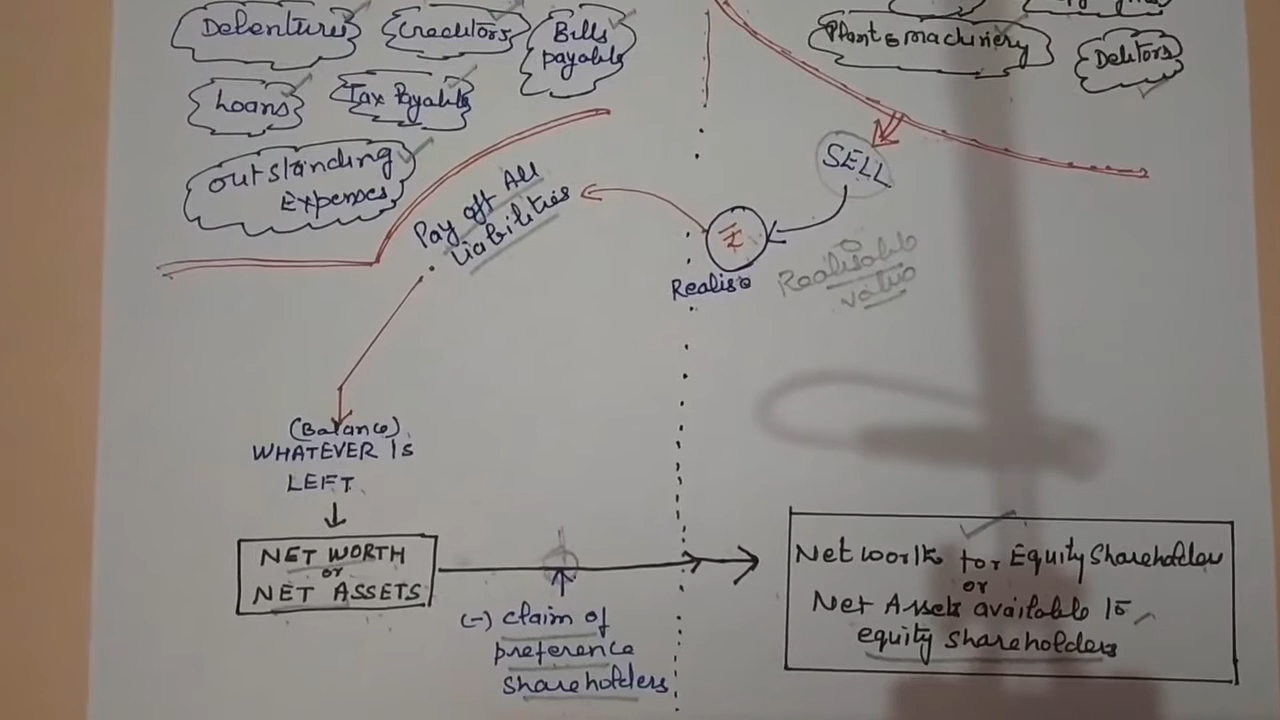 Debentures
Creditors
Bills
payable
Loans
Tax Payable
Outstanding
Expenses
Plant & machinery
Debitors
SELL
₹
Realise
Realisable
value
Pay off All
Liabilities
(Balance)
WHATEVER IS
LEFT
NET WORTH
or
NET ASSETS
(-) claim of
preference
shareholders
Net worth for Equity Shareholder
or
Net Assets available to
equity shareholders